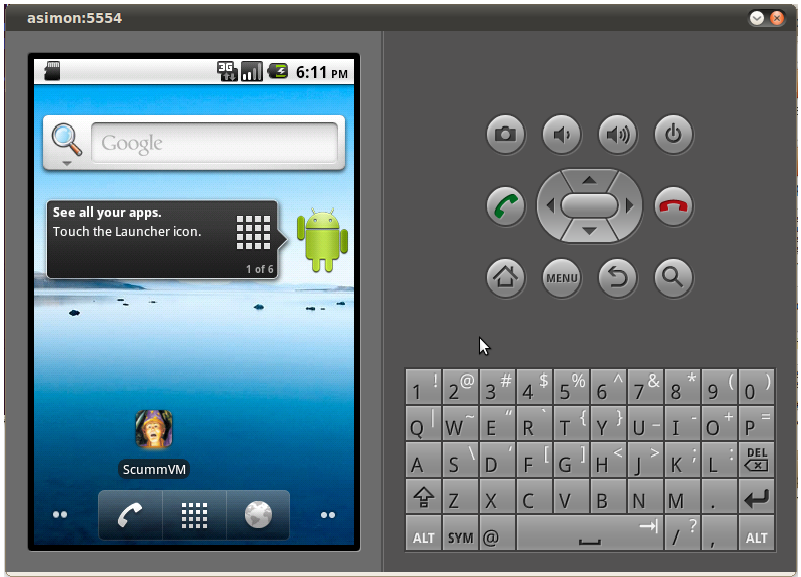 asimon:5554
3G
6:11 PM
Google
See all your apps.
Touch the Launcher icon.
1 of 6
ScummVM
MENU
1 ! 2 @ 3 # 4 $ 5 % 6 ^ 7 & 8 * 9 ( 0 )
Q | W ~ E “ R ` T { Y } U _ I - O + P =
A S \ D ‘ F [ G ] H < J > K ; L : DEL
Z X C V B N M .
ALT SYM @ / ? , ALT